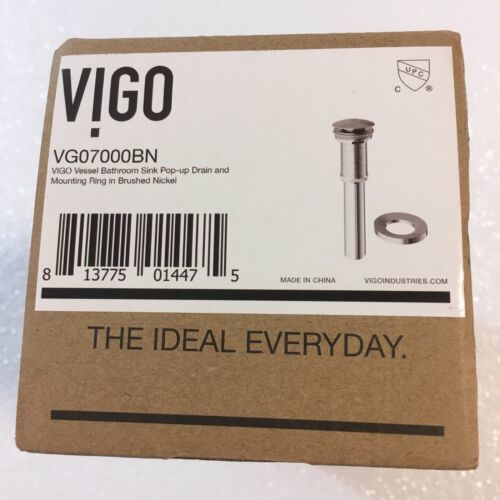 VIGO
UPC
C ®
VG07000BN
VIGO Vessel Bathroom Sink Pop-up Drain and
Mounting Ring in Brushed Nickel
8 13775 01447 5
MADE IN CHINA
VIGOINDUSTRIES.COM
THE IDEAL EVERYDAY.